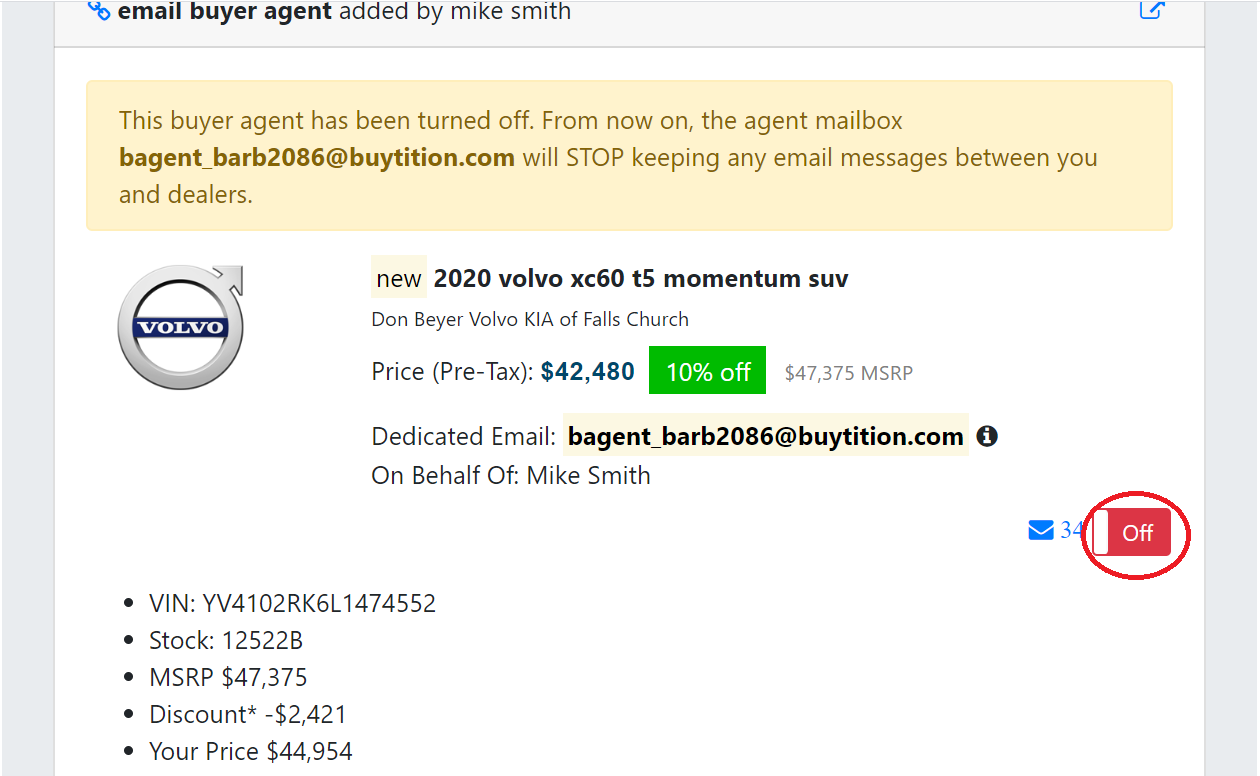 email buyer agent added by mike smith
This buyer agent has been turned off. From now on, the agent mailbox
bagent_barb2086@buytition.com will STOP keeping any email messages between you
and dealers.
VOLVO
new 2020 volvo xc60 t5 momentum suv
Don Beyer Volvo KIA of Falls Church
Price (Pre-Tax): $42,480 10% off $47,375 MSRP
Dedicated Email: bagent_barb2086@buytition.com
On Behalf Of: Mike Smith
34 Off
VIN: YV4102RK6L1474552
Stock: 12522B
MSRP $47,375
Discount* -$2,421
Your Price $44,954